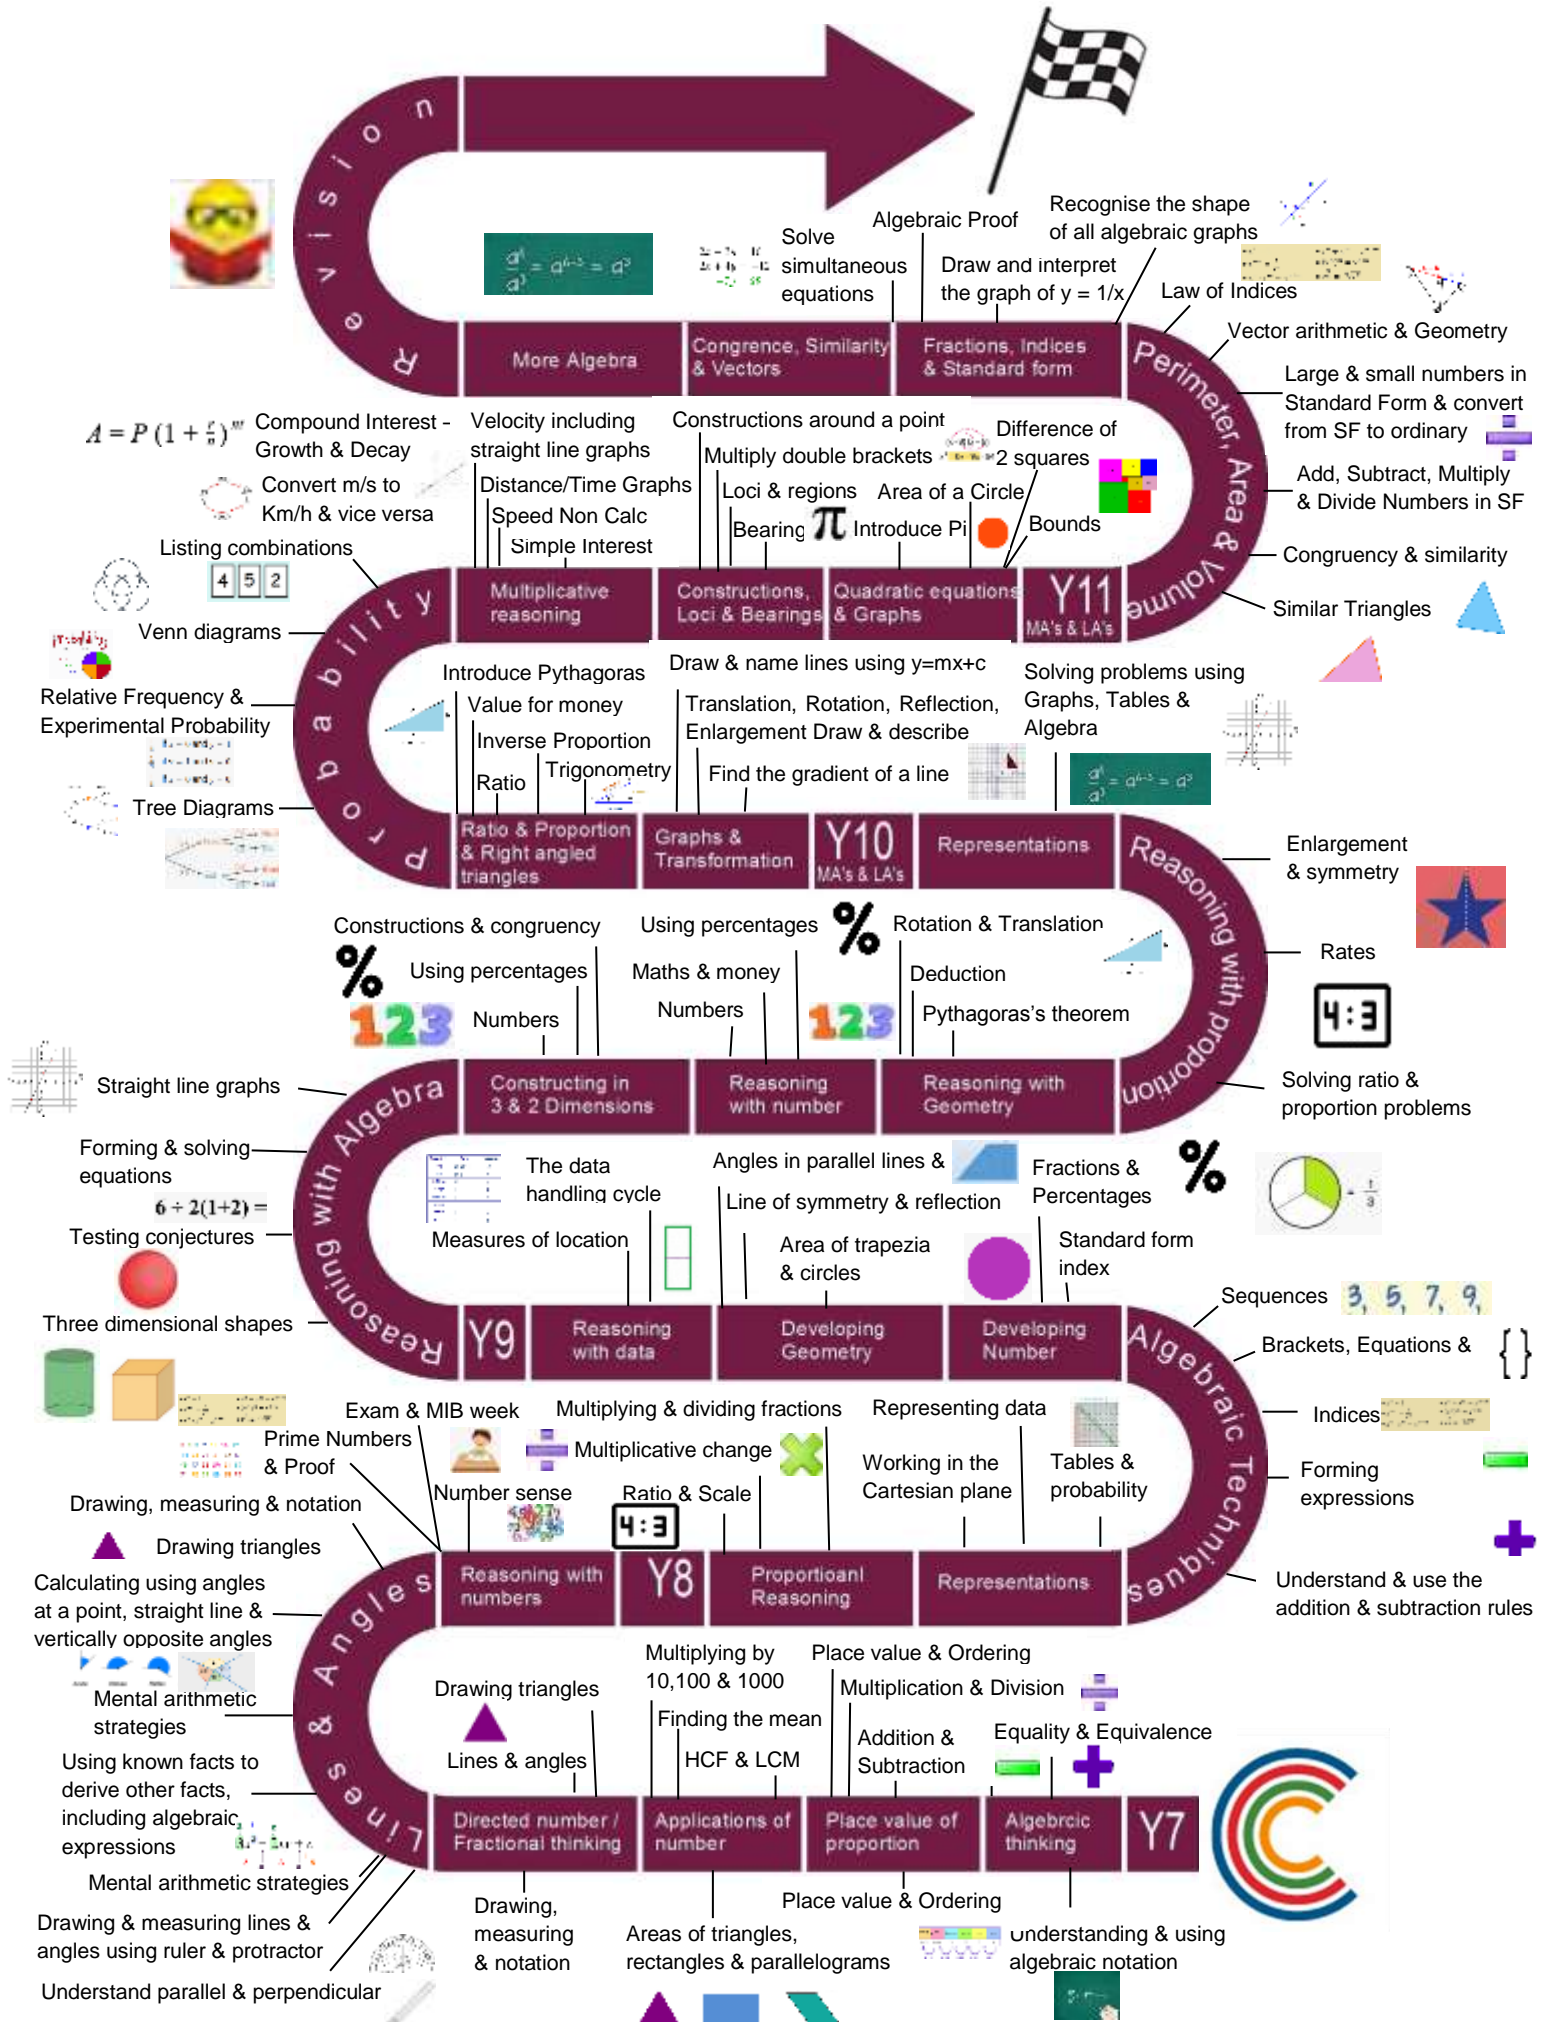 Revision
Algebraic Proof
Recognise the shape
of all algebraic graphs
Solve
simultaneous
equations
Draw and interpret
the graph of y = 1/x
Law of Indices
Vector arithmetic & Geometry
More Algebra
Congrence, Similarity
& Vectors
Fractions, Indices
& Standard form
Perimeter, Area & Volume
Large & small numbers in
Standard Form & convert
from SF to ordinary
Add, Subtract, Multiply
& Divide Numbers in SF
Congruency & similarity
Similar Triangles
Compound Interest -
Growth & Decay
Convert m/s to
Km/h & vice versa
Velocity including
straight line graphs
Distance/Time Graphs
Speed Non Calc
Simple Interest
Constructions around a point
Multiply double brackets
Loci & regions
Bearing
π
Difference of
2 squares
Area of a Circle
Introduce Pi
Bounds
Listing combinations
4 5 2
Venn diagrams
Relative Frequency &
Experimental Probability
Tree Diagrams
Probability
Multiplicative
reasoning
Constructions,
Loci & Bearings
Quadratic equations
& Graphs
Y11
MA's & LA's
Introduce Pythagoras
Value for money
Inverse Proportion
Ratio
Trigonometry
Draw & name lines using y=mx+c
Translation, Rotation, Reflection,
Enlargement Draw & describe
Find the gradient of a line
Solving problems using
Graphs, Tables &
Algebra
Ratio & Proportion
& Right angled
triangles
Graphs &
Transformation
Y10
MA's & LA's
Representations
Reasoning with proportion
Enlargement
& symmetry
Rates
4:3
Solving ratio &
proportion problems
Constructions & congruency
%
Using percentages
123
Numbers
Using percentages
%
Maths & money
Numbers
123
Rotation & Translation
Deduction
Pythagoras's theorem
Constructing in
3 & 2 Dimensions
Reasoning
with number
Reasoning with
Geometry
Reasoning with Algebra
Straight line graphs
Forming & solving
equations
6 ÷ 2(1+2) =
Testing conjectures
Three dimensional shapes
The data
handling cycle
Measures of location
Angles in parallel lines &
Line of symmetry & reflection
Area of trapezia
& circles
Fractions &
Percentages
%
= 1/3
Standard form
index
Y9
Reasoning
with data
Developing
Geometry
Developing
Number
Algebraic Techniques
Sequences
3, 5, 7, 9,
Brackets, Equations &
{ }
Indices
Forming
expressions
Understand & use the
addition & subtraction rules
Exam & MIB week
Prime Numbers
& Proof
Drawing, measuring & notation
Drawing triangles
Calculating using angles
at a point, straight line &
vertically opposite angles
Mental arithmetic
strategies
Using known facts to
derive other facts,
including algebraic
expressions
Mental arithmetic strategies
Drawing & measuring lines &
angles using ruler & protractor
Understand parallel & perpendicular
Number sense
Multiplying & dividing fractions
Multiplicative change
Ratio & Scale
4:3
Representing data
Working in the
Cartesian plane
Tables &
probability
Reasoning with
numbers
Y8
Proportioanl
Reasoning
Representations
Lines & Angles
Drawing triangles
Lines & angles
Multiplying by
10,100 & 1000
Finding the mean
HCF & LCM
Place value & Ordering
Multiplication & Division
Addition &
Subtraction
Equality & Equivalence
Directed number /
Fractional thinking
Applications of
number
Place value of
proportion
Algebrcic
thinking
Y7
Drawing,
measuring
& notation
Areas of triangles,
rectangles & parallelograms
Place value & Ordering
Understanding & using
algebraic notation